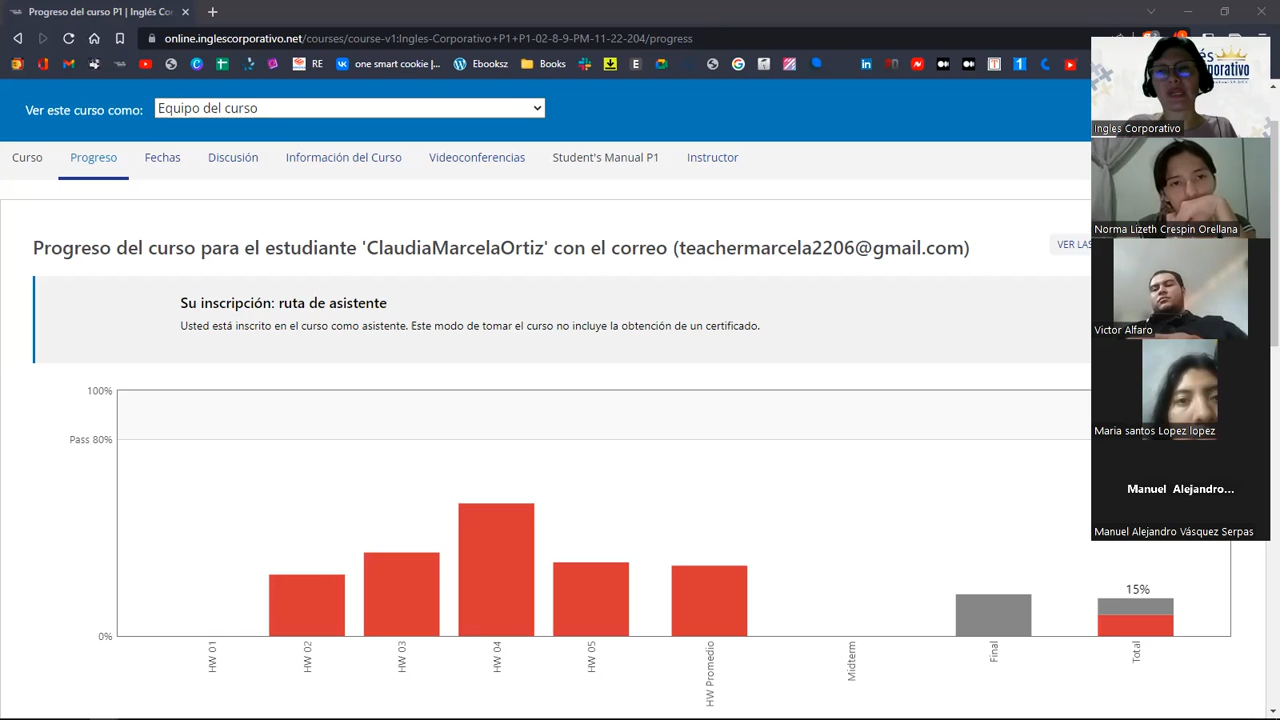 Progreso del curso P1 | Inglés Co
online.inglescorporativo.net/courses/course-v1:Ingles-Corporativo+P1+P1-02-8-9-PM-11-22-204/progress
RE
one smart cookie |...
Ebook
Books
Ver este curso como:
Equipo del curso
Curso
Progreso
Fechas
Discusión
Información del Curso
Videoconferencias
Student's Manual P1
Instructor
Progreso del curso para el estudiante 'ClaudiaMarcelaOrtiz' con el correo (teachermarcela2206@gmail.com)
VER LAS
Su inscripción: ruta de asistente
Usted está inscrito en el curso como asistente. Este modo de tomar el curso no incluye la obtención de un certificado.
100%
Pass 80%
0%
15%
HW 01
HW 02
HW 03
HW 04
HW 05
HW Promedio
Midterm
Final
Total
Ingles Corporativo
Norma Lizeth Crespin Orellana
Victor Alfaro
Maria santos Lopez lopez
Manuel Alejandro...
Manuel Alejandro Vásquez Serpas